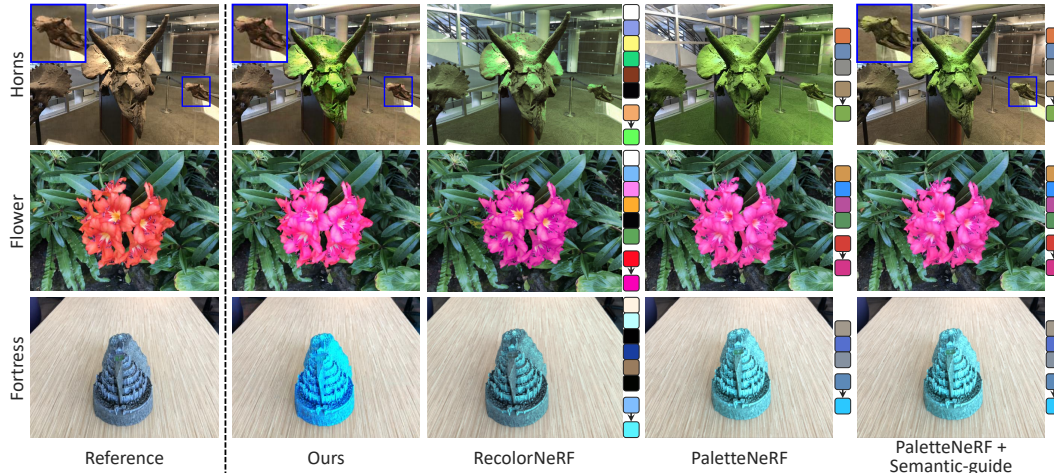 Horns
Flower
Fortress
Reference
Ours
RecolorNeRF
PaletteNeRF
PaletteNeRF +
Semantic-guide